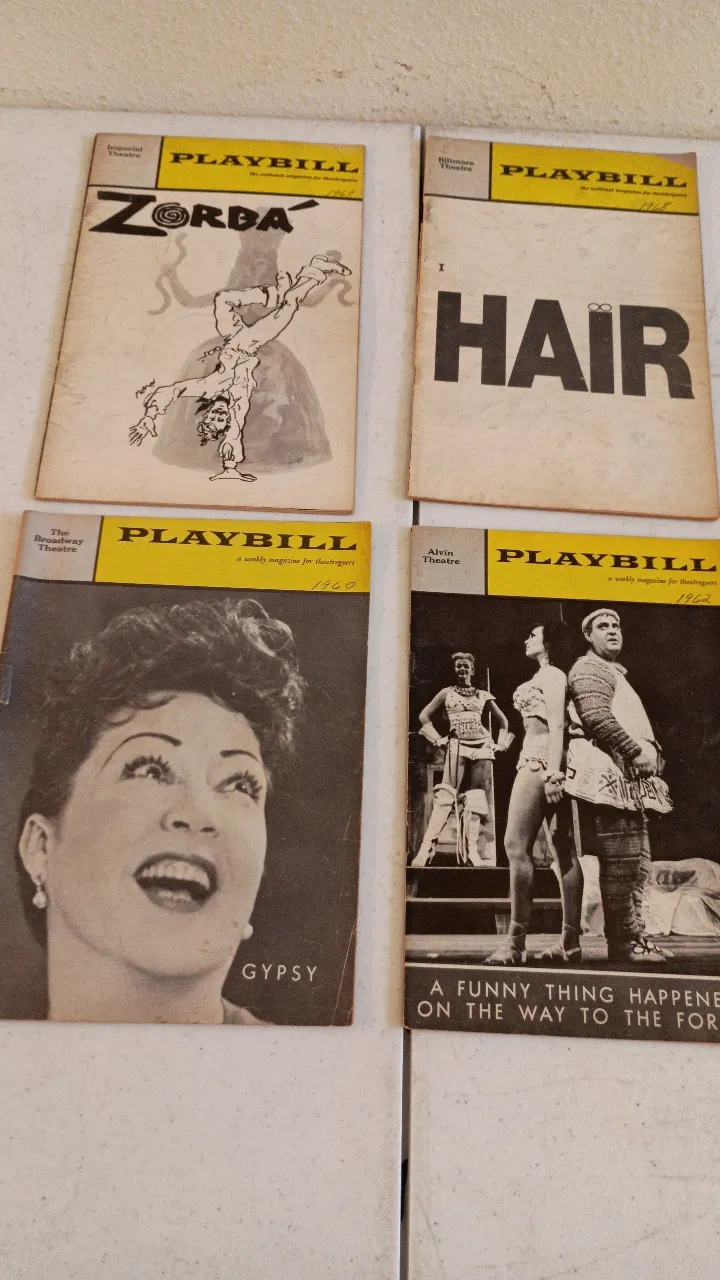 Imperial
Theatre
PLAYBILL
the national magazine for theatregoers
ZORBÁ
Biltmore
Theatre
PLAYBILL
the national magazine for theatregoers
1968
HAIR
The
Broadway
Theatre
PLAYBILL
a weekly magazine for theatregoers
1960
GYPSY
Alvin
Theatre
PLAYBILL
a weekly magazine for theatregoers
1962
A FUNNY THING HAPPENE
ON THE WAY TO THE FOR